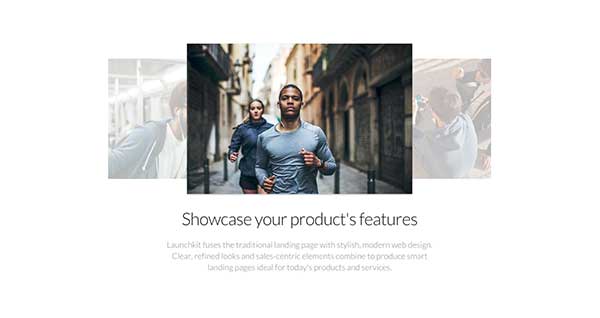 Showcase your product's features
Launchkit fuses the traditional landing page with stylish, modern web design.
Clear, refined looks and sales-centric elements combine to produce smart
landing pages ideal for today's products and services.